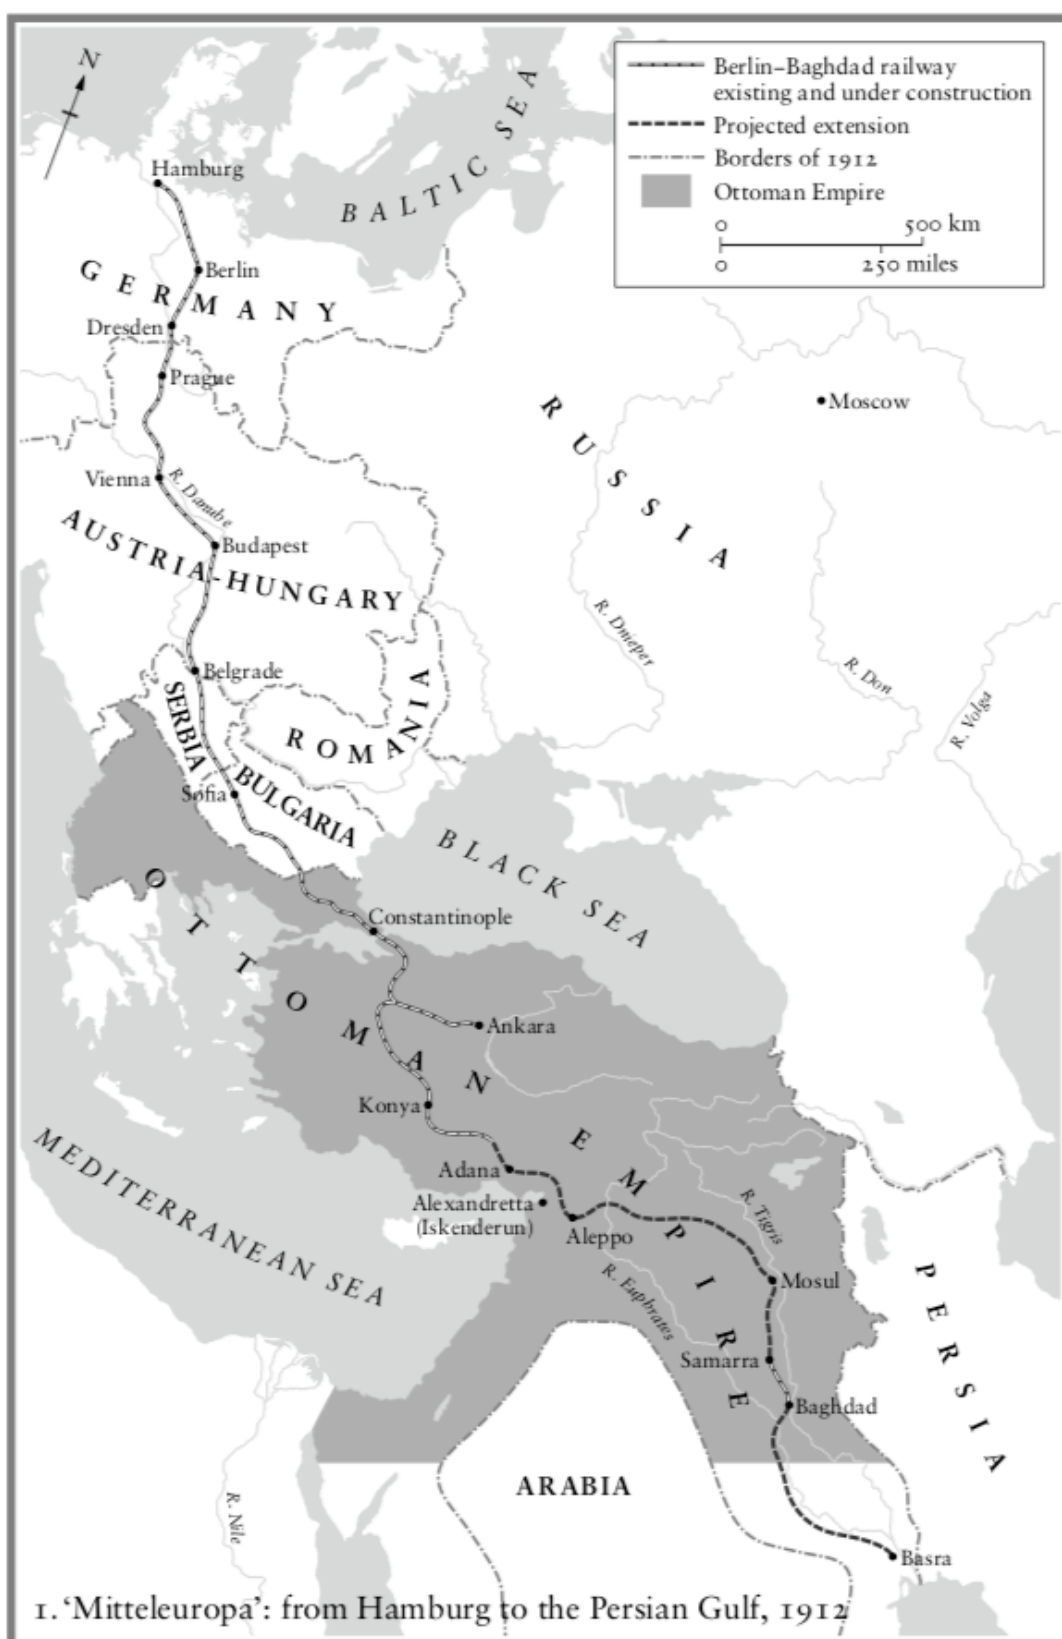 N
Berlin–Baghdad railway
existing and under construction
Projected extension
Borders of 1912
Ottoman Empire
0 500 km
0 250 miles
BALTIC SEA
Hamburg
Berlin
GERMANY
Dresden
Prague
Moscow
RUSSIA
Vienna
R. Danube
Budapest
AUSTRIA-HUNGARY
R. Dnieper
R. Don
R. Volga
Belgrade
SERBIA
ROMANIA
Sofia
BULGARIA
BLACK SEA
Constantinople
OTTOMAN EMPIRE
Ankara
Konya
Adana
Alexandretta
(Iskenderun)
Aleppo
R. Tigris
MEDITERRANEAN SEA
Mosul
R. Euphrates
PERSIA
Samarra
Baghdad
ARABIA
R. Nile
Basra
1. ‘Mitteleuropa’: from Hamburg to the Persian Gulf, 1912